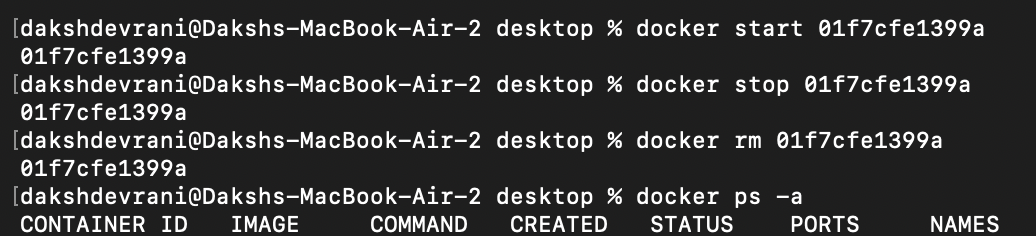 [dakshdevrani@Dakshs-MacBook-Air-2 desktop % docker start 01f7cfe1399a
01f7cfe1399a
[dakshdevrani@Dakshs-MacBook-Air-2 desktop % docker stop 01f7cfe1399a
01f7cfe1399a
[dakshdevrani@Dakshs-MacBook-Air-2 desktop % docker rm 01f7cfe1399a
01f7cfe1399a
[dakshdevrani@Dakshs-MacBook-Air-2 desktop % docker ps -a
CONTAINER ID   IMAGE     COMMAND   CREATED   STATUS    PORTS     NAMES